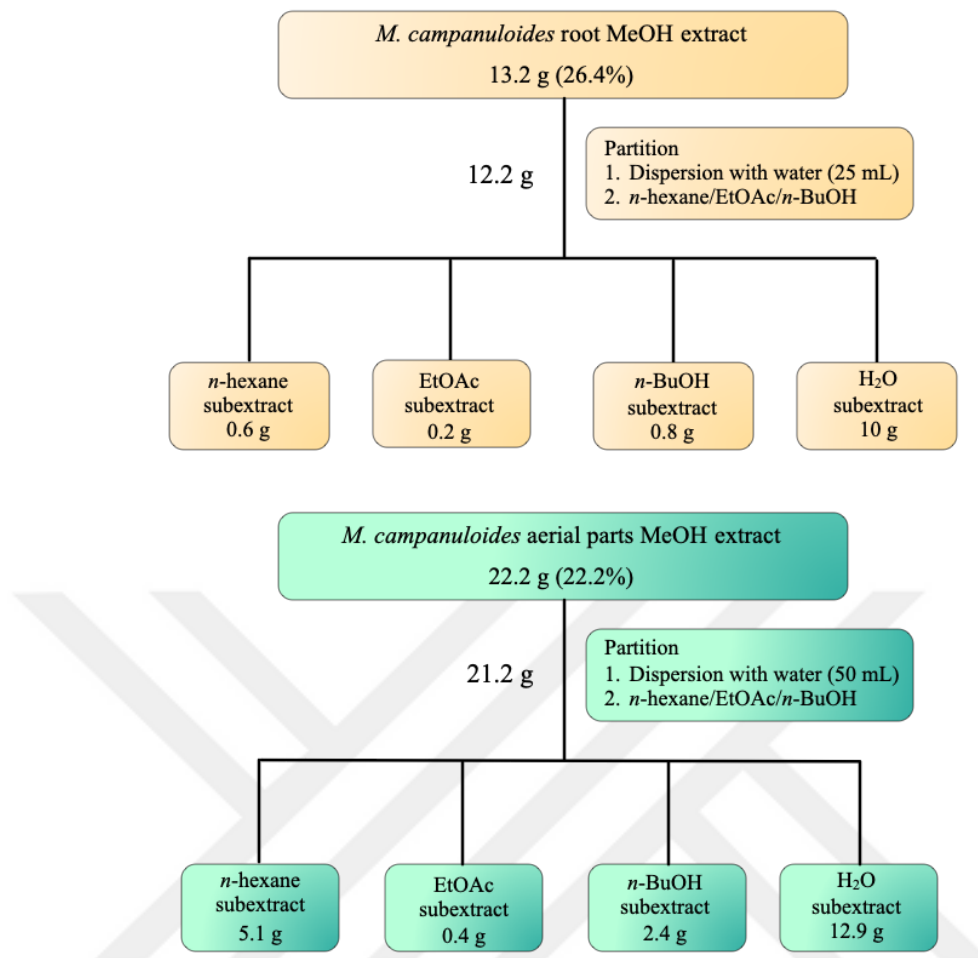 M. campanuloides root MeOH extract
13.2 g (26.4%)
12.2 g
Partition
1. Dispersion with water (25 mL)
2. n-hexane/EtOAc/n-BuOH
n-hexane
subextract
0.6 g
EtOAc
subextract
0.2 g
n-BuOH
subextract
0.8 g
H₂O
subextract
10 g
M. campanuloides aerial parts MeOH extract
22.2 g (22.2%)
21.2 g
Partition
1. Dispersion with water (50 mL)
2. n-hexane/EtOAc/n-BuOH
n-hexane
subextract
5.1 g
EtOAc
subextract
0.4 g
n-BuOH
subextract
2.4 g
H₂O
subextract
12.9 g